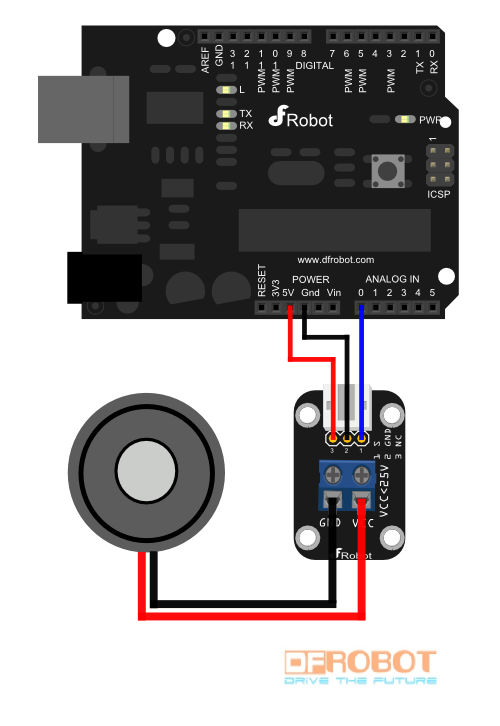 AREF
GND
13
12
PWM 11
PWM 10
PWM 9
8
DIGITAL
7
PWM 6
PWM 5
4
PWM 3
2
TX 1
RX 0
L
TX
RX
DFRobot
PWR
1
ICSP
www.dfrobot.com
POWER
ANALOG IN
RESET
3V3
5V
Gnd
Vin
0 1 2 3 4 5
3 2 1
1 S
2 GND
3 NC
VCC<25V
GND VCC
DFRobot
DFROBOT
DRIVE THE FUTURE